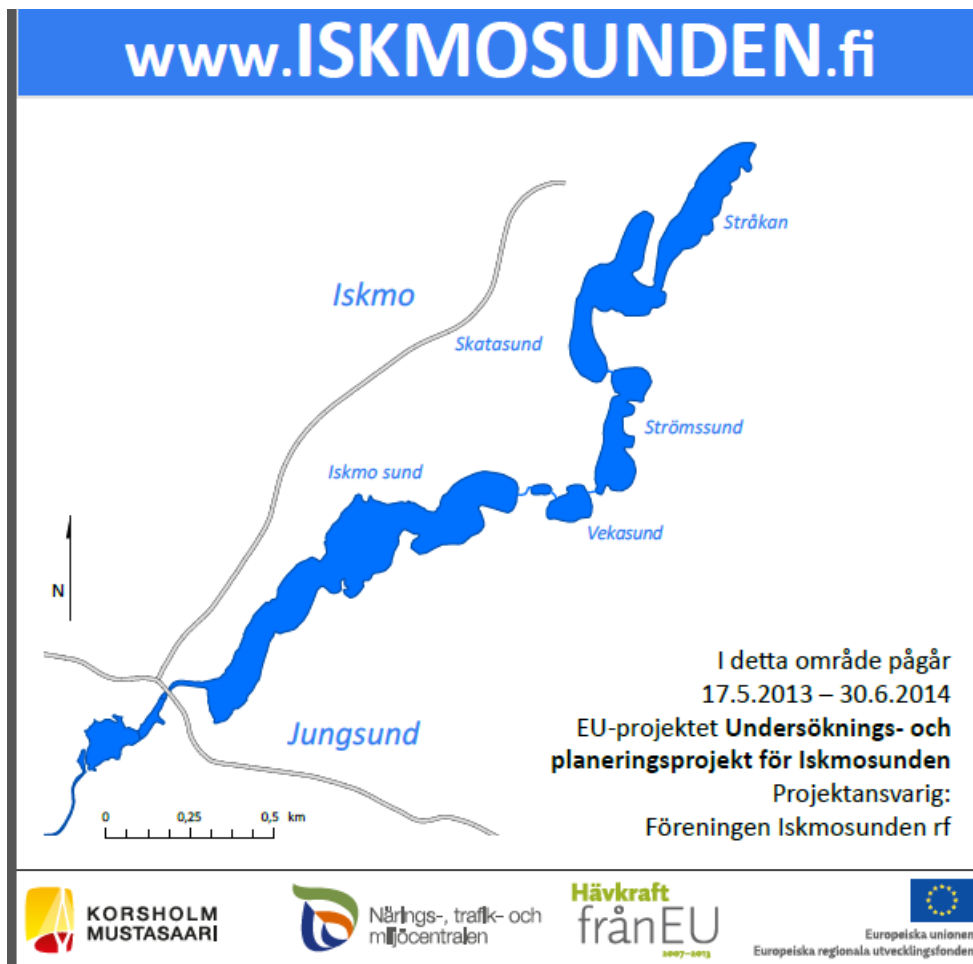 www.ISKMOSUNDEN.fi
Stråkan
Iskmo
Skatasund
Strömssund
Iskmo sund
Vekasund
N
I detta område pågår
17.5.2013 – 30.6.2014
EU-projektet Undersöknings- och
planeringsprojekt för Iskmosunden
Projektansvarig:
Föreningen Iskmosunden rf
Jungsund
0 0,25 0,5 km
KORSHOLM
MUSTASAARI
Närings-, trafik- och
miljöcentralen
Hävkraft
frånEU
2007–2013
Europeiska unionen
Europeiska regionala utvecklingsfonden